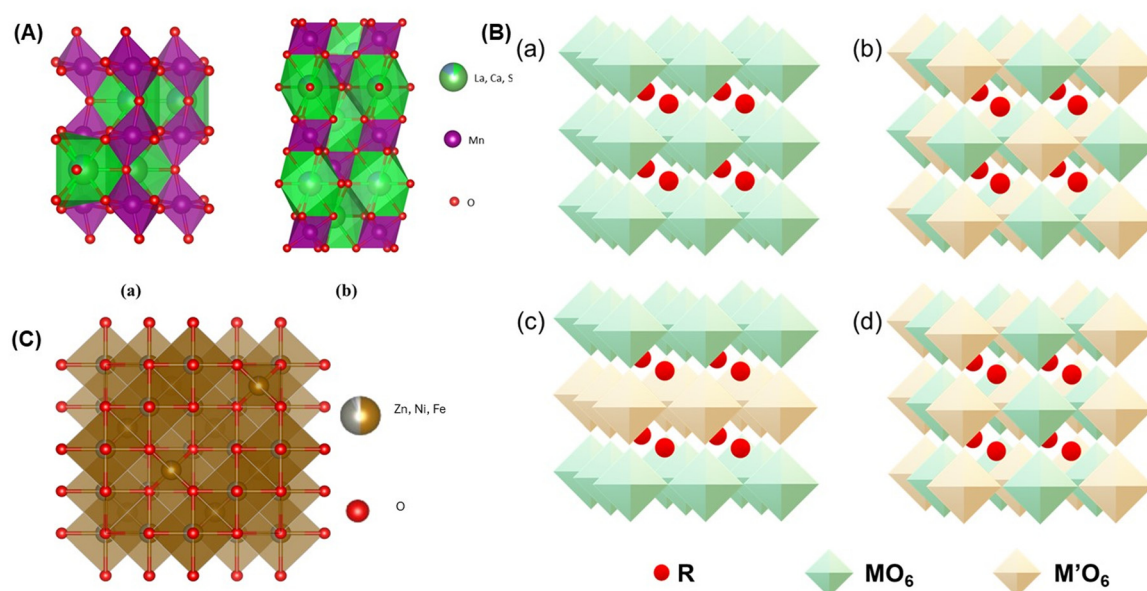 (A)
La, Ca, S
Mn
O
(a)
(b)
(B)
(a)
(b)
(c)
(d)
R
MO6
M'O6
(C)
Zn, Ni, Fe
O